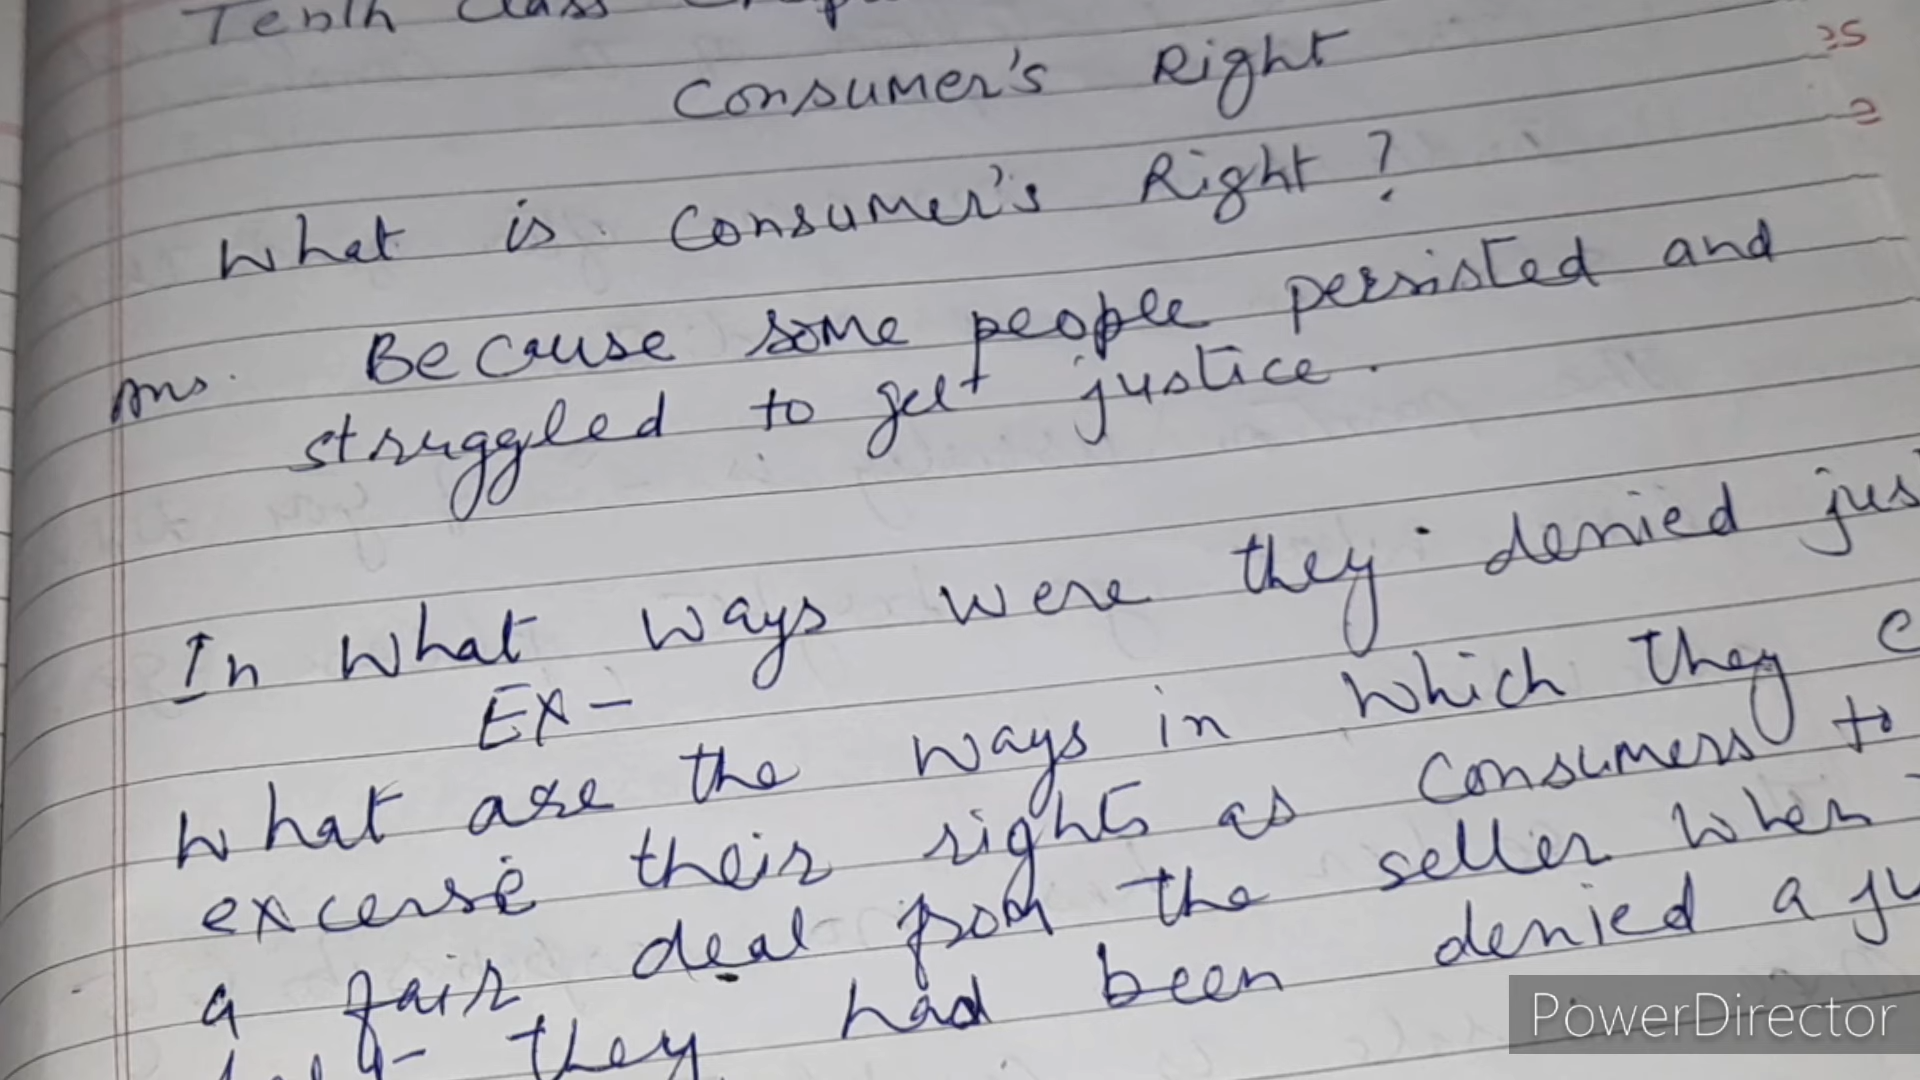 Tenth Class
Consumer's Right
What is Consumer's Right ?
Ans. Because some people persisted and
struggled to get justice.
In what ways were they denied jus
EX-
What are the ways in which they
excerse their rights as consumers to
a fair deal from the seller when
they had been denied a ju
PowerDirector